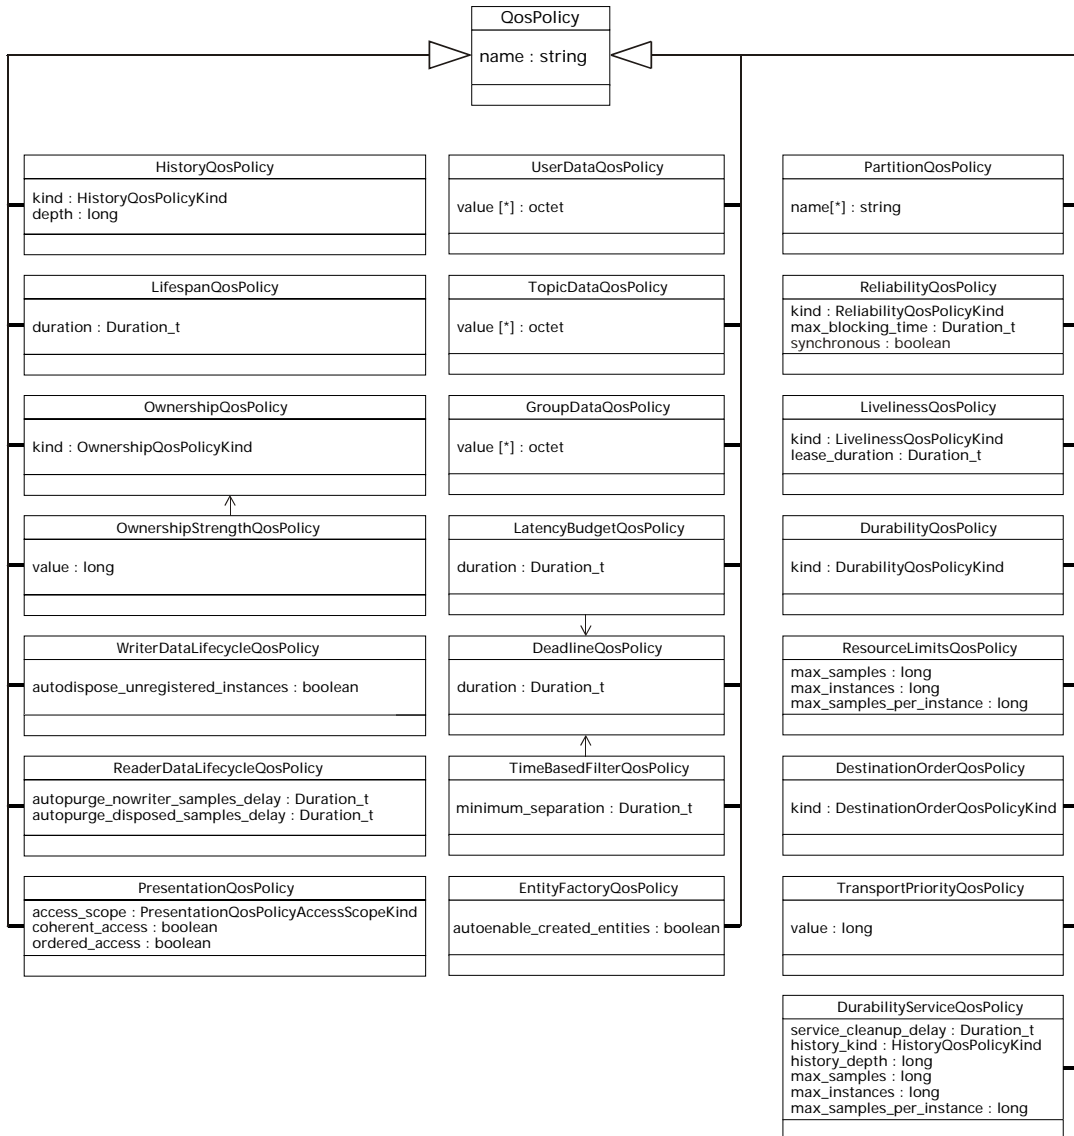 QosPolicy
name : string
HistoryQosPolicy
kind : HistoryQosPolicyKind
depth : long
LifespanQosPolicy
duration : Duration_t
OwnershipQosPolicy
kind : OwnershipQosPolicyKind
OwnershipStrengthQosPolicy
value : long
WriterDataLifecycleQosPolicy
autodispose_unregistered_instances : boolean
ReaderDataLifecycleQosPolicy
autopurge_nowriter_samples_delay : Duration_t
autopurge_disposed_samples_delay : Duration_t
PresentationQosPolicy
access_scope : PresentationQosPolicyAccessScopeKind
coherent_access : boolean
ordered_access : boolean
UserDataQosPolicy
value [*] : octet
TopicDataQosPolicy
value [*] : octet
GroupDataQosPolicy
value [*] : octet
LatencyBudgetQosPolicy
duration : Duration_t
DeadlineQosPolicy
duration : Duration_t
TimeBasedFilterQosPolicy
minimum_separation : Duration_t
EntityFactoryQosPolicy
autoenable_created_entities : boolean
PartitionQosPolicy
name[*] : string
ReliabilityQosPolicy
kind : ReliabilityQosPolicyKind
max_blocking_time : Duration_t
synchronous : boolean
LivelinessQosPolicy
kind : LivelinessQosPolicyKind
lease_duration : Duration_t
DurabilityQosPolicy
kind : DurabilityQosPolicyKind
ResourceLimitsQosPolicy
max_samples : long
max_instances : long
max_samples_per_instance : long
DestinationOrderQosPolicy
kind : DestinationOrderQosPolicyKind
TransportPriorityQosPolicy
value : long
DurabilityServiceQosPolicy
service_cleanup_delay : Duration_t
history_kind : HistoryQosPolicyKind
history_depth : long
max_samples : long
max_instances : long
max_samples_per_instance : long